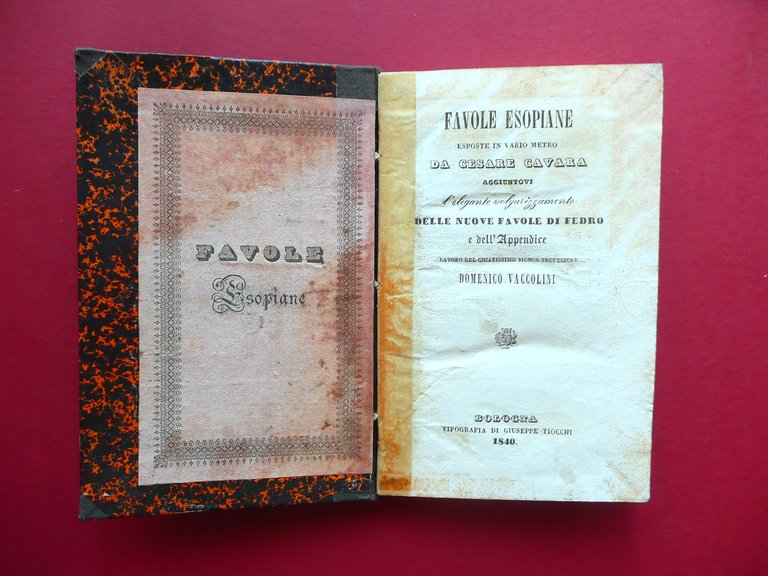 FAVOLE
Esopiane
FAVOLE ESOPIANE
ESPOSTE IN VARIO METRO
DA CESARE CAVARA
AGGIUNTOVI
l'elegante volgarizzamento
DELLE NUOVE FAVOLE DI FEDRO
e dell'Appendice
LAVORO DEL CHIARISSIMO SIGNOR PROFESSORE
DOMENICO VACCOLINI
BOLOGNA
TIPOGRAFIA DI GIUSEPPE TIOCCHI
1840.